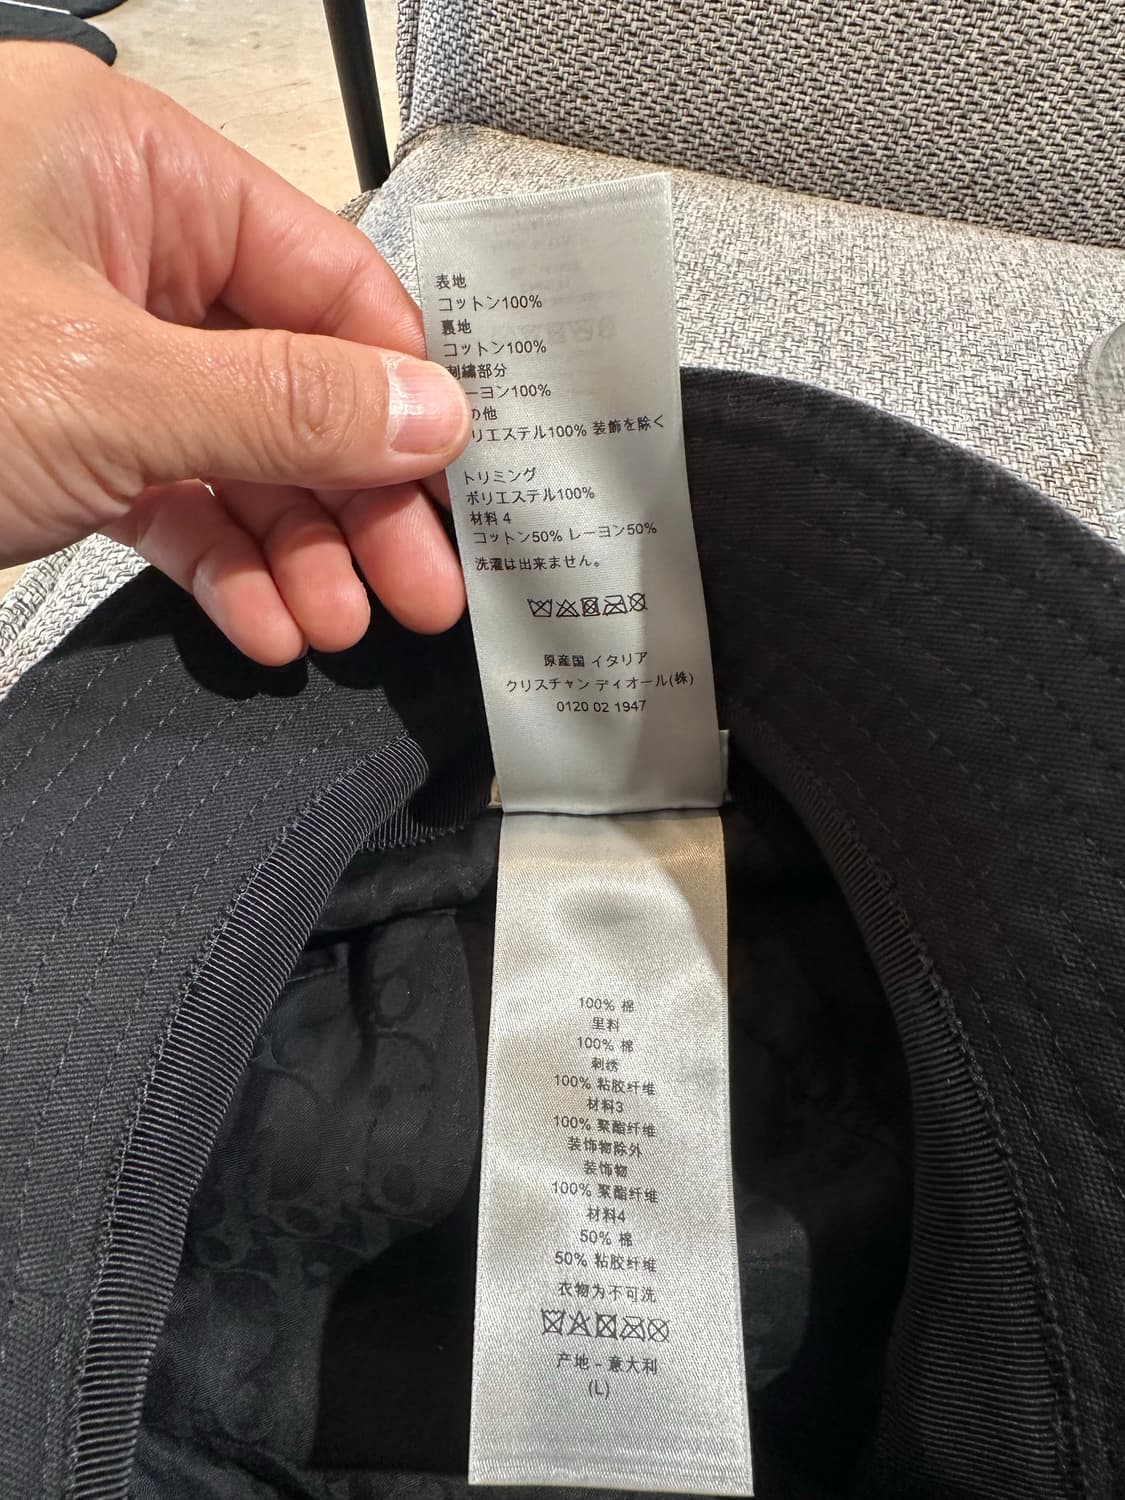 表地
コットン100%
裏地
コットン100%
刺繍部分
ーヨン100%
の他
リエステル100% 装飾を除く
トリミング
ポリエステル100%
材料 4
コットン50% レーヨン50%
洗濯は出来ません。
原産国 イタリア
クリスチャン ディオール(株)
0120 02 1947
100% 棉
里料
100% 棉
刺绣
100% 粘胶纤维
材料3
100% 聚酯纤维
装饰物除外
装饰物
100% 聚酯纤维
材料4
50% 棉
50% 粘胶纤维
衣物为不可洗
产地 - 意大利
(L)